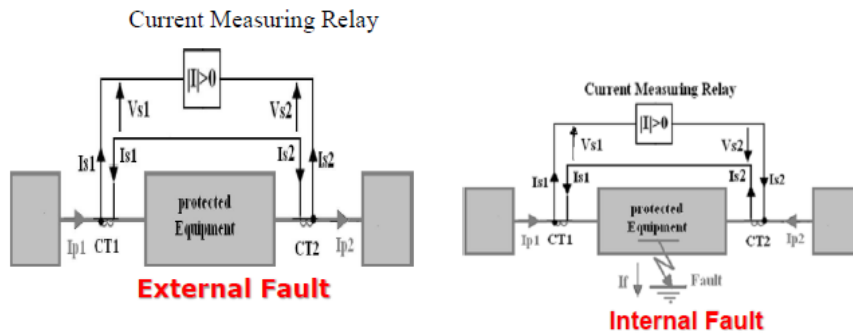 Current Measuring Relay
|I|>0
Vs1
Vs2
Is1
Is1
Is2
Is2
protected
Equipment
Ip1
CT1
CT2
Ip2
External Fault
Current Measuring Relay
|I|>0
Vs1
Vs2
Is1
Is1
Is2
Is2
protected
Equipment
Ip1
CT1
CT2
Ip2
If
Fault
Internal Fault